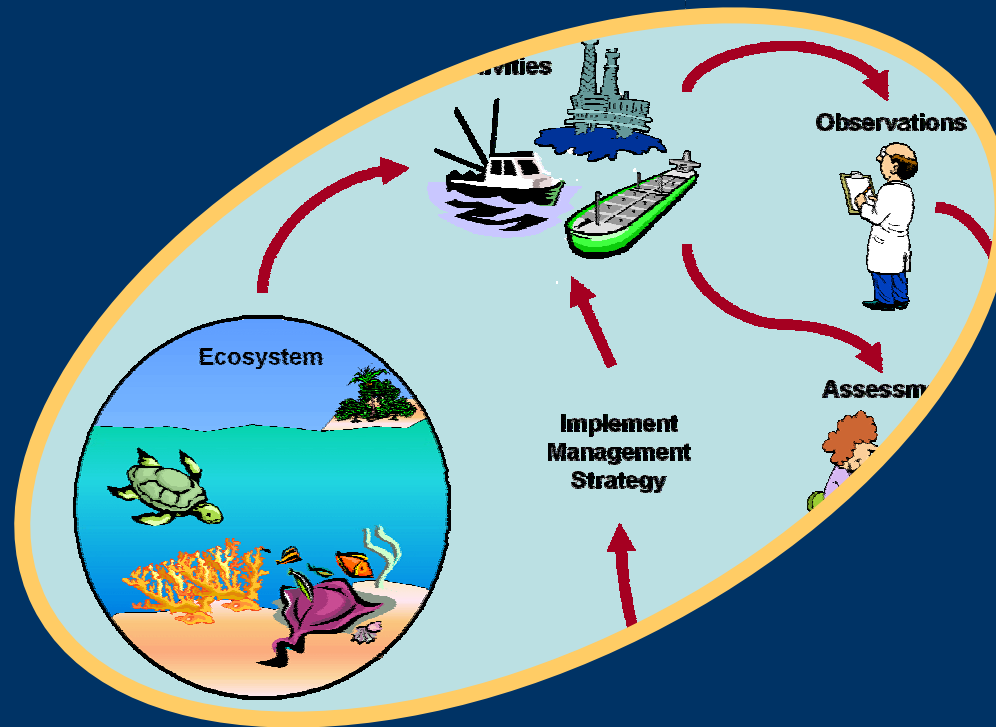 Observations
Ecosystem
Implement
Management
Strategy